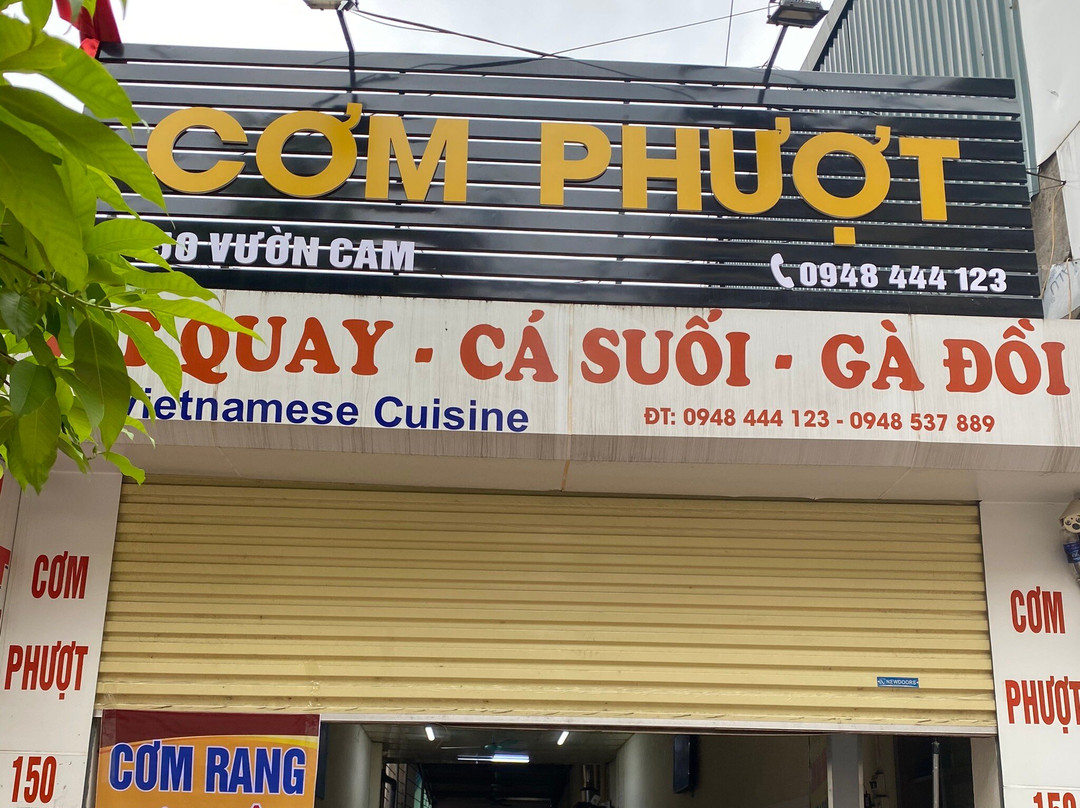 CƠM PHƯỢT
VƯỜN CAM
0948 444 123
QUAY - CÁ SUỐI - GÀ ĐỒI
Vietnamese Cuisine
ĐT: 0948 444 123 - 0948 537 889
CƠM
PHƯỢT
150
CƠM
PHƯỢT
150
NEWDOORS
CƠM RANG